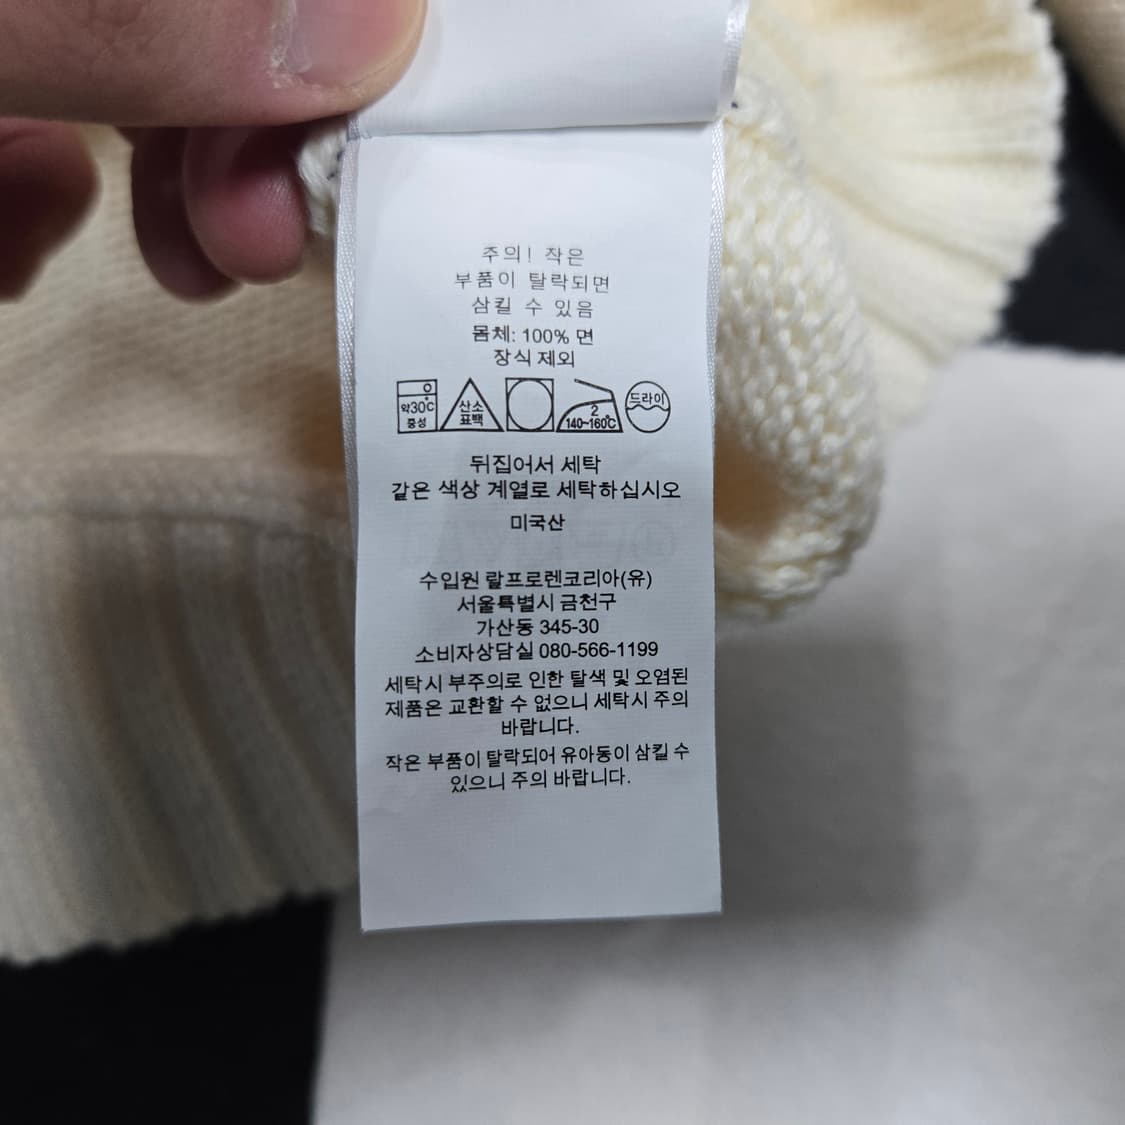 주의! 작은
부품이 탈락되면
삼킬 수 있음
몸체: 100% 면
장식 제외
약30℃
중성
산소
표백
2
140~160℃
드라이
뒤집어서 세탁
같은 색상 계열로 세탁하십시오
미국산
수입원 랄프로렌코리아(유)
서울특별시 금천구
가산동 345-30
소비자상담실 080-566-1199
세탁시 부주의로 인한 탈색 및 오염된
제품은 교환할 수 없으니 세탁시 주의
바랍니다.
작은 부품이 탈락되어 유아동이 삼킬 수
있으니 주의 바랍니다.